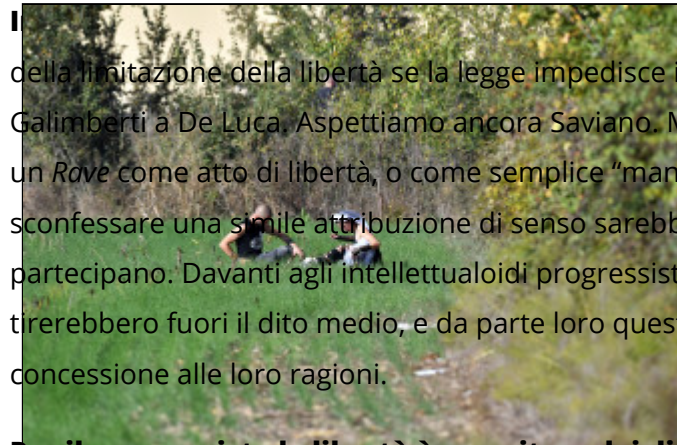 della limitazione della libertà se la legge impedisce
Galimberti a De Luca. Aspettiamo ancora Saviano.
un Rave come atto di libertà, o come semplice “man
sconfessare una simile attribuzione di senso sarebb
partecipano. Davanti agli intellettualoidi progressist
tirerebbero fuori il dito medio, e da parte loro ques
concessione alle loro ragioni.